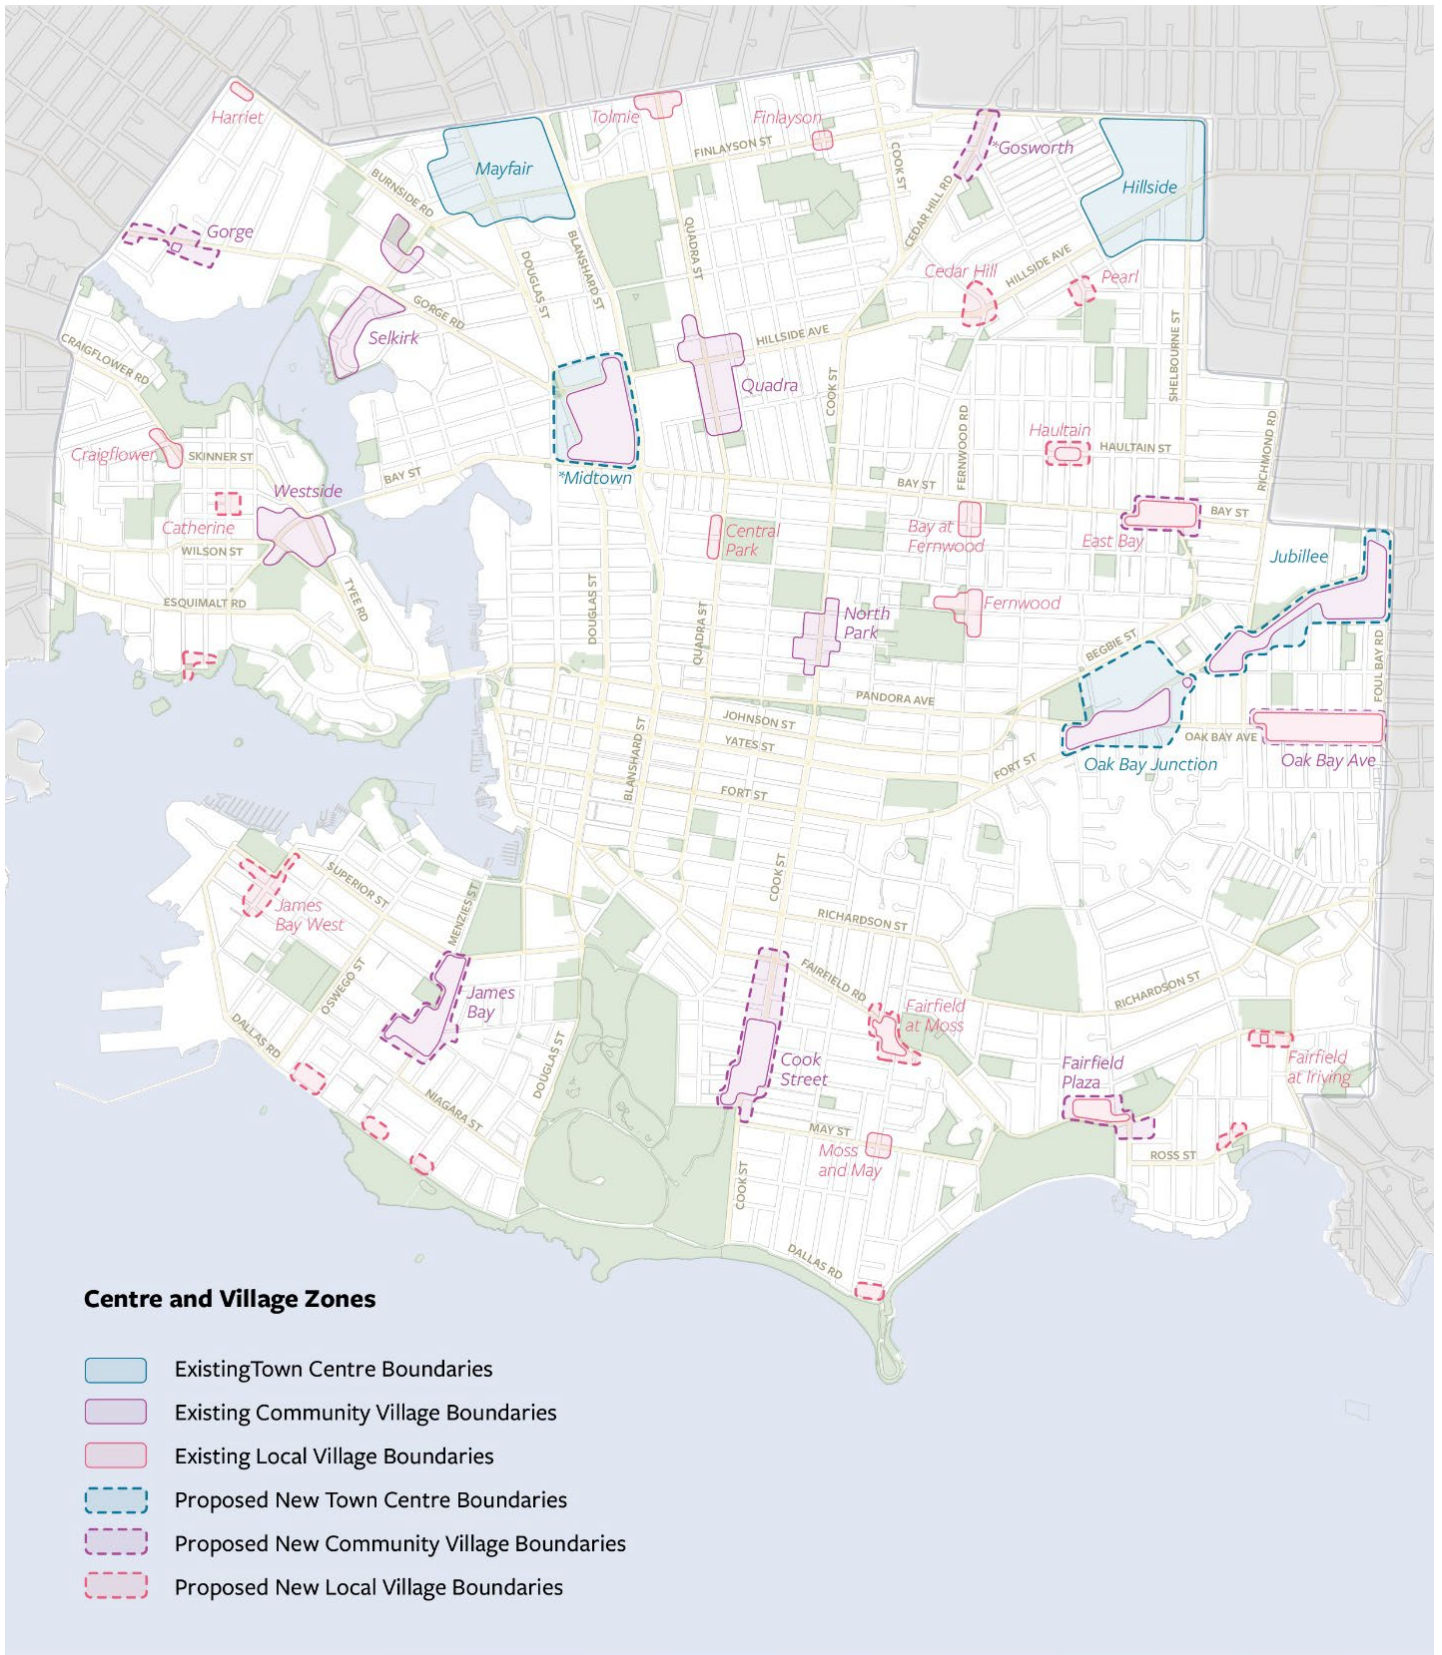 Harriet
Tolmie
Finlayson
*Gosworth
Mayfair
FINLAYSON ST
COOK ST
Hillside
BURNSIDE RD
CEDAR HILL RD
Gorge
QUADRA ST
BLANSHARD ST
DOUGLAS ST
HILLSIDE AVE
Cedar Hill
Pearl
GORGE RD
Selkirk
HILLSIDE AVE
SHELBOURNE ST
CRAIGFLOWER RD
Quadra
COOK ST
FERNWOOD RD
RICHMOND RD
Haultain
HAULTAIN ST
Craigflower
SKINNER ST
BAY ST
*Midtown
BAY ST
Westside
Catherine
Central
Park
Bay at
Fernwood
East Bay
BAY ST
WILSON ST
Jubillee
ESQUIMALT RD
TYEE RD
DOUGLAS ST
QUADRA ST
North
Park
Fernwood
BEGBIE ST
FOUL BAY RD
PANDORA AVE
JOHNSON ST
YATES ST
BLANSHARD ST
OAK BAY AVE
Oak Bay Junction
Oak Bay Ave
FORT ST
FORT ST
COOK ST
SUPERIOR ST
MENZIES ST
James
Bay West
RICHARDSON ST
OSWEGO ST
FAIRFIELD RD
RICHARDSON ST
James
Bay
Fairfield
at Moss
DALLAS RD
DOUGLAS ST
Cook
Street
Fairfield
Plaza
Fairfield
at Iriving
NIAGARA ST
MAY ST
Moss
and May
ROSS ST
COOK ST
DALLAS RD
Centre and Village Zones
ExistingTown Centre Boundaries
Existing Community Village Boundaries
Existing Local Village Boundaries
Proposed New Town Centre Boundaries
Proposed New Community Village Boundaries
Proposed New Local Village Boundaries